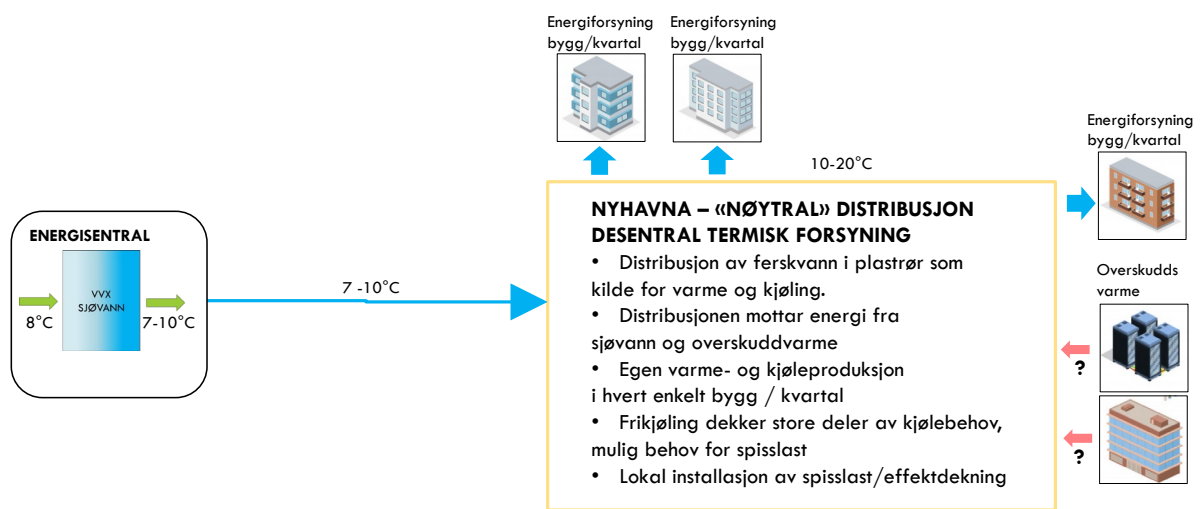 Energiforsyning
bygg/kvartal
Energiforsyning
bygg/kvartal
Energiforsyning
bygg/kvartal
10-20°C
ENERGISENTRAL
VVX
SJØVANN
8°C
7-10°C
7 -10°C
NYHAVNA – «NØYTRAL» DISTRIBUSJON
DESENTRAL TERMISK FORSYNING
• Distribusjon av ferskvann i plastrør som
kilde for varme og kjøling.
• Distribusjonen mottar energi fra
sjøvann og overskuddvarme
• Egen varme- og kjøleproduksjon
i hvert enkelt bygg / kvartal
• Frikjøling dekker store deler av kjølebehov,
mulig behov for spisslast
• Lokal installasjon av spisslast/effektdekning
Overskudds
varme
?
?